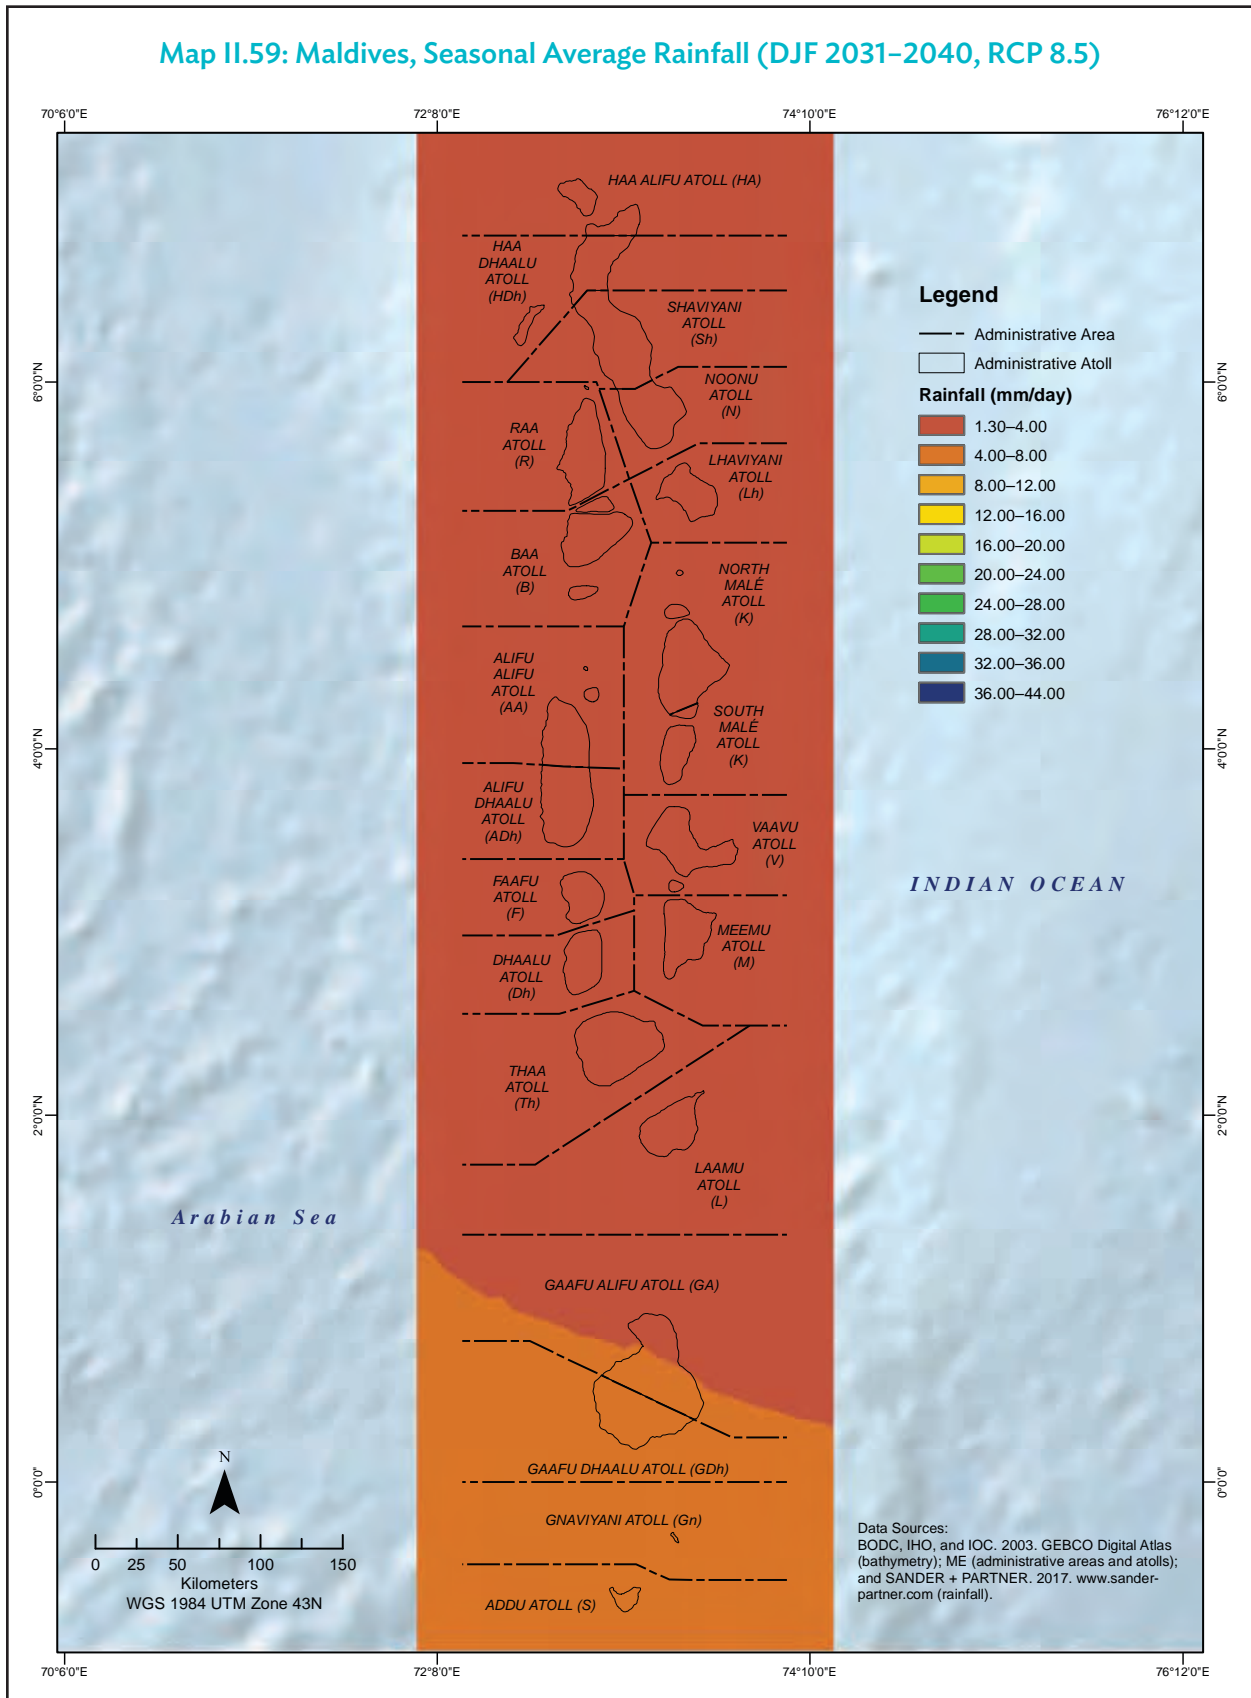 Map II.59: Maldives, Seasonal Average Rainfall (DJF 2031–2040, RCP 8.5)
70°6'0"E
72°8'0"E
74°10'0"E
76°12'0"E
HAA ALIFU ATOLL (HA)
HAA
DHAALU
ATOLL
(HDh)
SHAVIYANI
ATOLL
(Sh)
6°0'0"N
6°0'0"N
NOONU
ATOLL
(N)
RAA
ATOLL
(R)
LHAVIYANI
ATOLL
(Lh)
BAA
ATOLL
(B)
NORTH
MALÉ
ATOLL
(K)
ALIFU
ALIFU
ATOLL
(AA)
SOUTH
MALÉ
ATOLL
(K)
4°0'0"N
4°0'0"N
ALIFU
DHAALU
ATOLL
(ADh)
VAAVU
ATOLL
(V)
FAAFU
ATOLL
(F)
MEEMU
ATOLL
(M)
DHAALU
ATOLL
(Dh)
THAA
ATOLL
(Th)
2°0'0"N
2°0'0"N
LAAMU
ATOLL
(L)
GAAFU ALIFU ATOLL (GA)
GAAFU DHAALU ATOLL (GDh)
0°0'0"
0°0'0"
GNAVIYANI ATOLL (Gn)
ADDU ATOLL (S)
Legend
Administrative Area
Administrative Atoll
Rainfall (mm/day)
1.30–4.00
4.00–8.00
8.00–12.00
12.00–16.00
16.00–20.00
20.00–24.00
24.00–28.00
28.00–32.00
32.00–36.00
36.00–44.00
INDIAN OCEAN
Arabian Sea
N
0 25 50 100 150
Kilometers
WGS 1984 UTM Zone 43N
Data Sources:
BODC, IHO, and IOC. 2003. GEBCO Digital Atlas
(bathymetry); ME (administrative areas and atolls);
and SANDER + PARTNER. 2017. www.sander-
partner.com (rainfall).
70°6'0"E
72°8'0"E
74°10'0"E
76°12'0"E